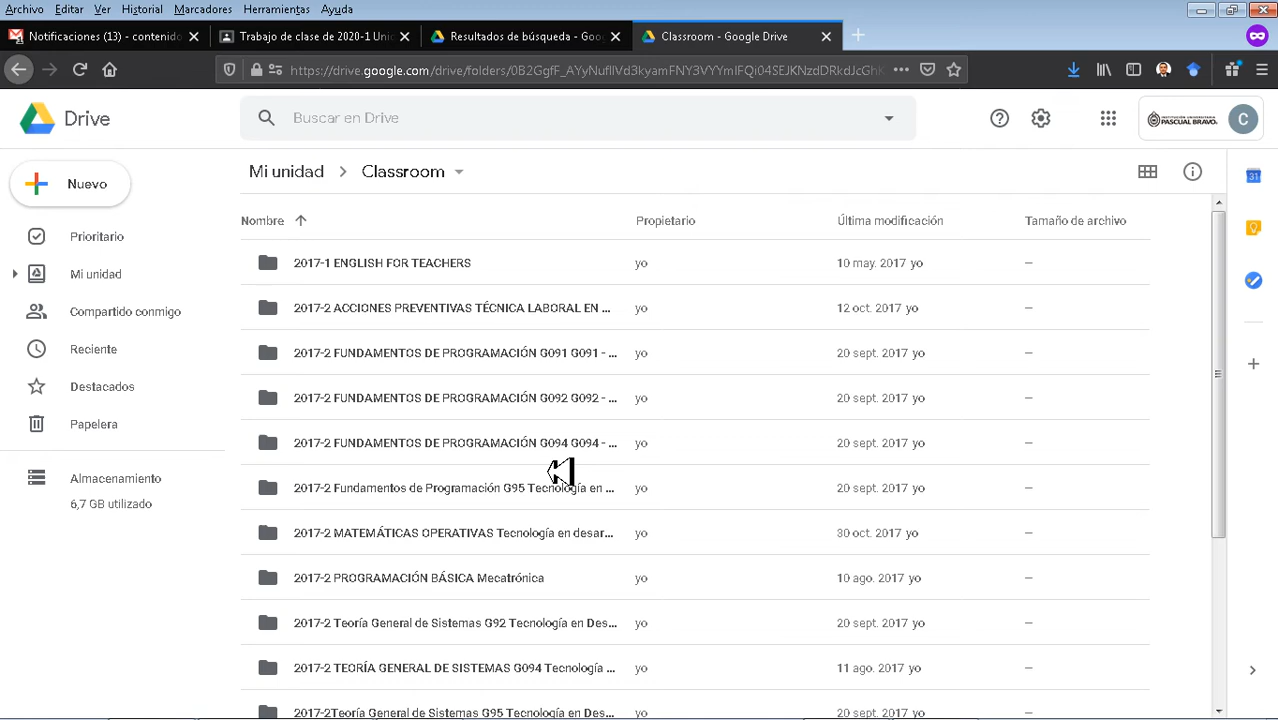 Archivo Editar Ver Historial Marcadores Herramientas Ayuda
Notificaciones (13) - contenido
Trabajo de clase de 2020-1 Uni
Resultados de búsqueda - Goo
Classroom - Google Drive
https://drive.google.com/drive/folders/
Drive
Buscar en Drive
INSTITUCIÓN UNIVERSITARIA
PASCUAL BRAVO
C
Nuevo
Mi unidad
Classroom
Nombre Propietario Última modificación Tamaño de archivo
Prioritario
Mi unidad
Compartido conmigo
Reciente
Destacados
Papelera
Almacenamiento
6,7 GB utilizado
2017-1 ENGLISH FOR TEACHERS yo 10 may. 2017 yo —
2017-2 ACCIONES PREVENTIVAS TÉCNICA LABORAL EN ... yo 12 oct. 2017 yo —
2017-2 FUNDAMENTOS DE PROGRAMACIÓN G091 G091 - ... yo 20 sept. 2017 yo —
2017-2 FUNDAMENTOS DE PROGRAMACIÓN G092 G092 - ... yo 20 sept. 2017 yo —
2017-2 FUNDAMENTOS DE PROGRAMACIÓN G094 G094 - ... yo 20 sept. 2017 yo —
2017-2 Fundamentos de Programación G95 Tecnología en ... yo 20 sept. 2017 yo —
2017-2 MATEMÁTICAS OPERATIVAS Tecnología en desar... yo 30 oct. 2017 yo —
2017-2 PROGRAMACIÓN BÁSICA Mecatrónica yo 10 ago. 2017 yo —
2017-2 Teoría General de Sistemas G92 Tecnología en Des... yo 20 sept. 2017 yo —
2017-2 TEORÍA GENERAL DE SISTEMAS G094 Tecnología ... yo 11 ago. 2017 yo —
2017-2Teoría General de Sistemas G95 Tecnología en Des... yo 20 sept. 2017 yo —
31